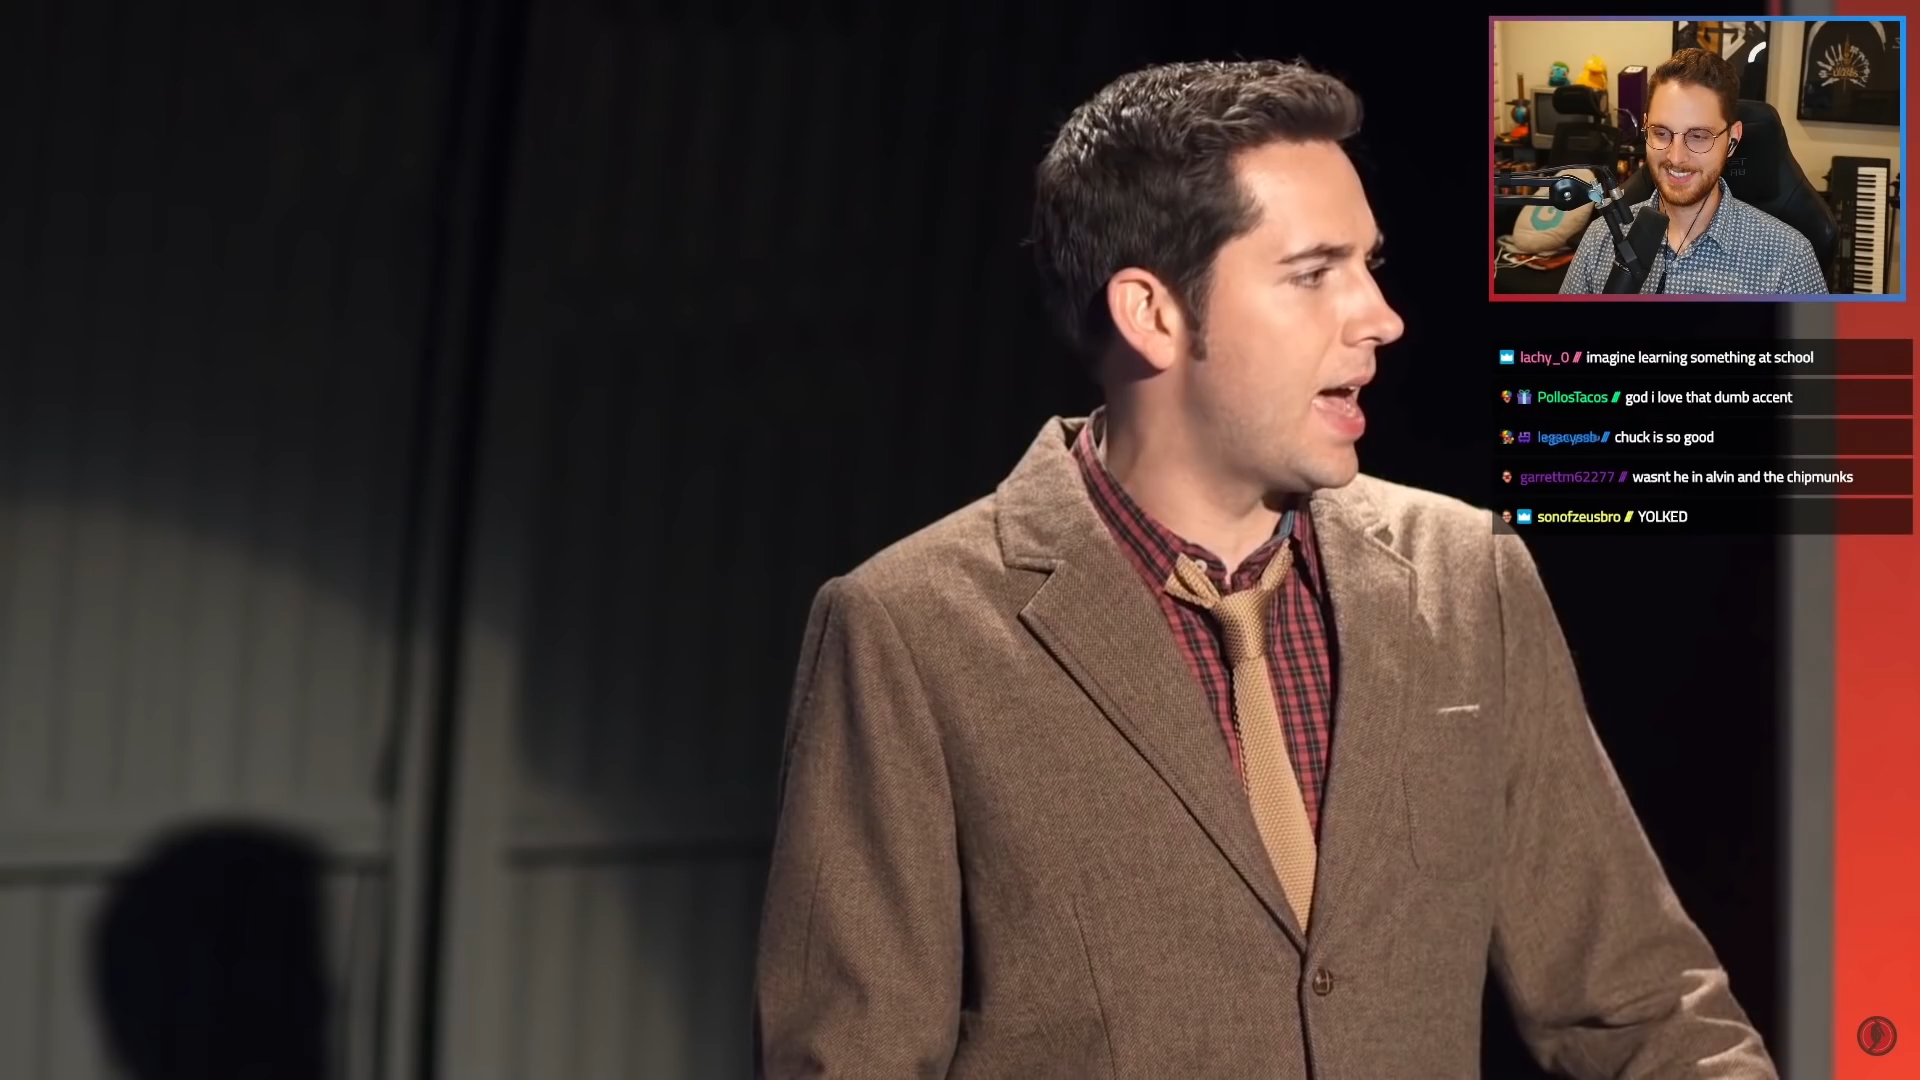 lachy_0 // imagine learning something at school
PollosTacos // god i love that dumb accent
legacyssb // chuck is so good
garrettm62277 // wasnt he in alvin and the chipmunks
sonofzeusbro // YOLKED